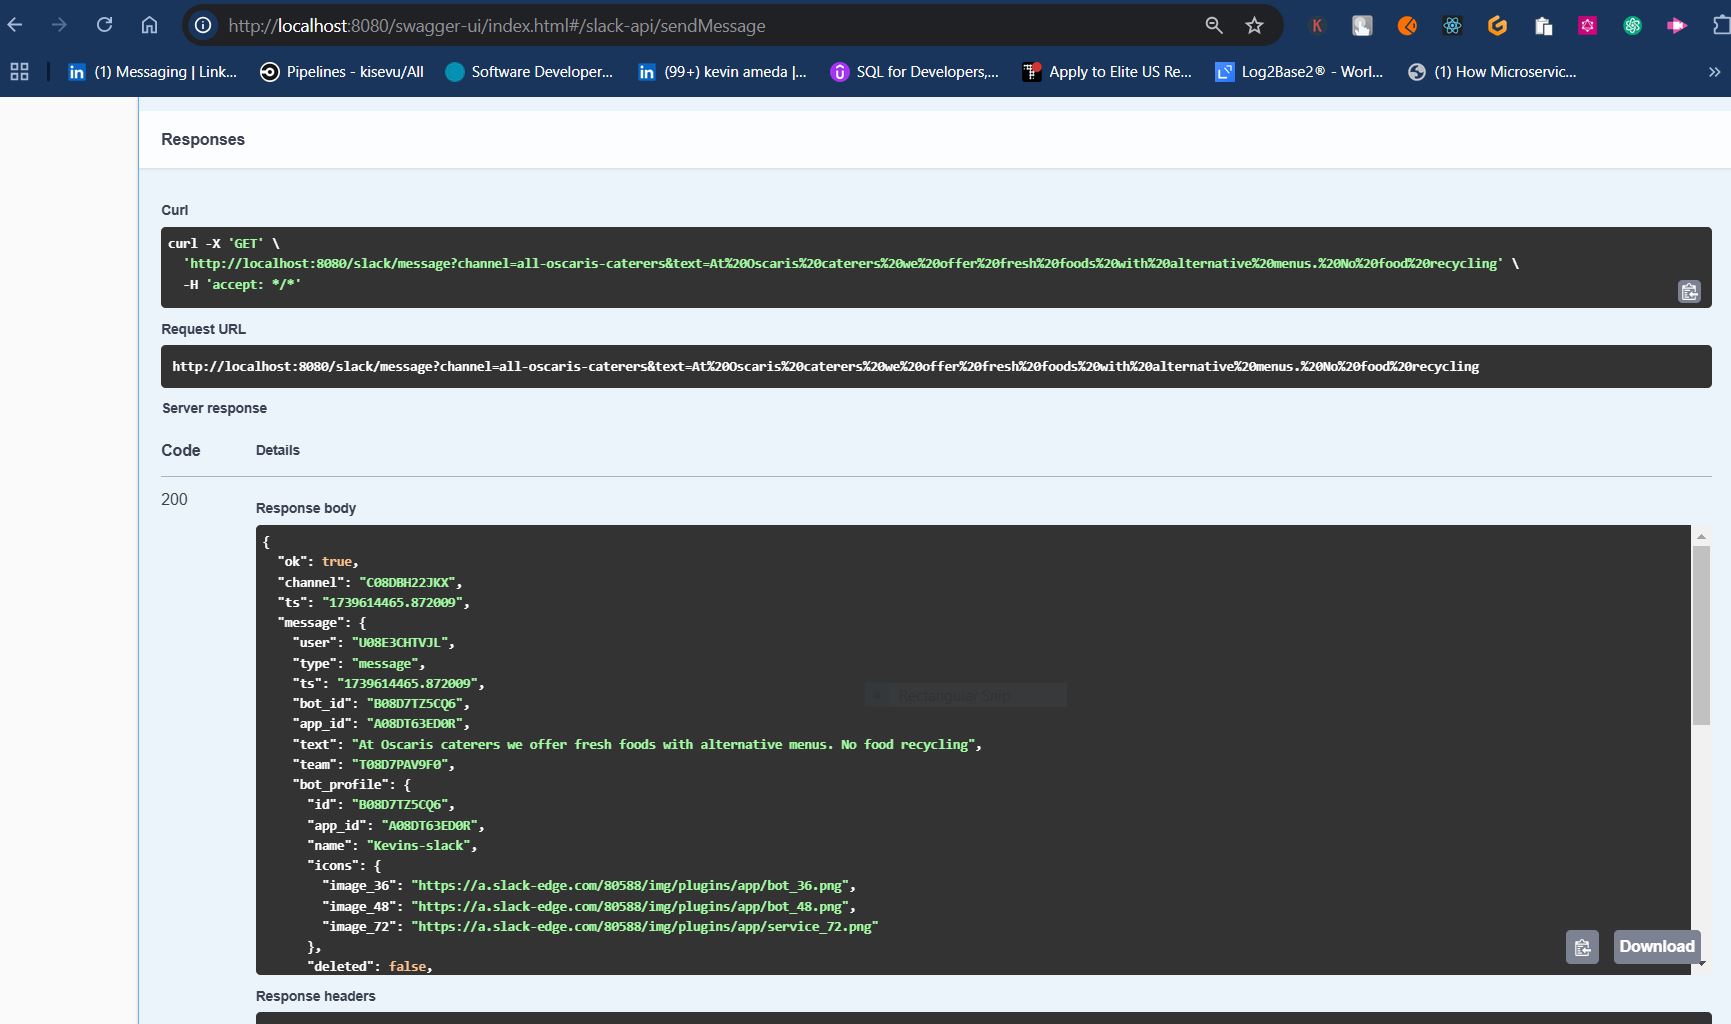 http://localhost:8080/swagger-ui/index.html#/slack-api/sendMessage
K
(1) Messaging | Link...
Pipelines - kisevu/All
Software Developer...
(99+) kevin ameda |...
SQL for Developers,...
Apply to Elite US Re...
Log2Base2® - Worl...
(1) How Microservic...
Responses
Curl
curl -X 'GET' \
'http://localhost:8080/slack/message?channel=all-oscaris-caterers&text=At%20Oscaris%20caterers%20we%20offer%20fresh%20foods%20with%20alternative%20menus.%20No%20food%20recycling' \
-H 'accept: */*'
Request URL
http://localhost:8080/slack/message?channel=all-oscaris-caterers&text=At%20Oscaris%20caterers%20we%20offer%20fresh%20foods%20with%20alternative%20menus.%20No%20food%20recycling
Server response
Code Details
200
Response body
{
"ok": true,
"channel": "C08DBH22JKX",
"ts": "1739614465.872009",
"message": {
"user": "U08E3CHTVJL",
"type": "message",
"ts": "1739614465.872009",
"bot_id": "B08D7TZ5CQ6",
"app_id": "A08DT63ED0R",
"text": "At Oscaris caterers we offer fresh foods with alternative menus. No food recycling",
"team": "T08D7PAV9F0",
"bot_profile": {
"id": "B08D7TZ5CQ6",
"app_id": "A08DT63ED0R",
"name": "Kevins-slack",
"icons": {
"image_36": "https://a.slack-edge.com/80588/img/plugins/app/bot_36.png",
"image_48": "https://a.slack-edge.com/80588/img/plugins/app/bot_48.png",
"image_72": "https://a.slack-edge.com/80588/img/plugins/app/service_72.png"
},
"deleted": false,
Rectangular Snip
Download
Response headers